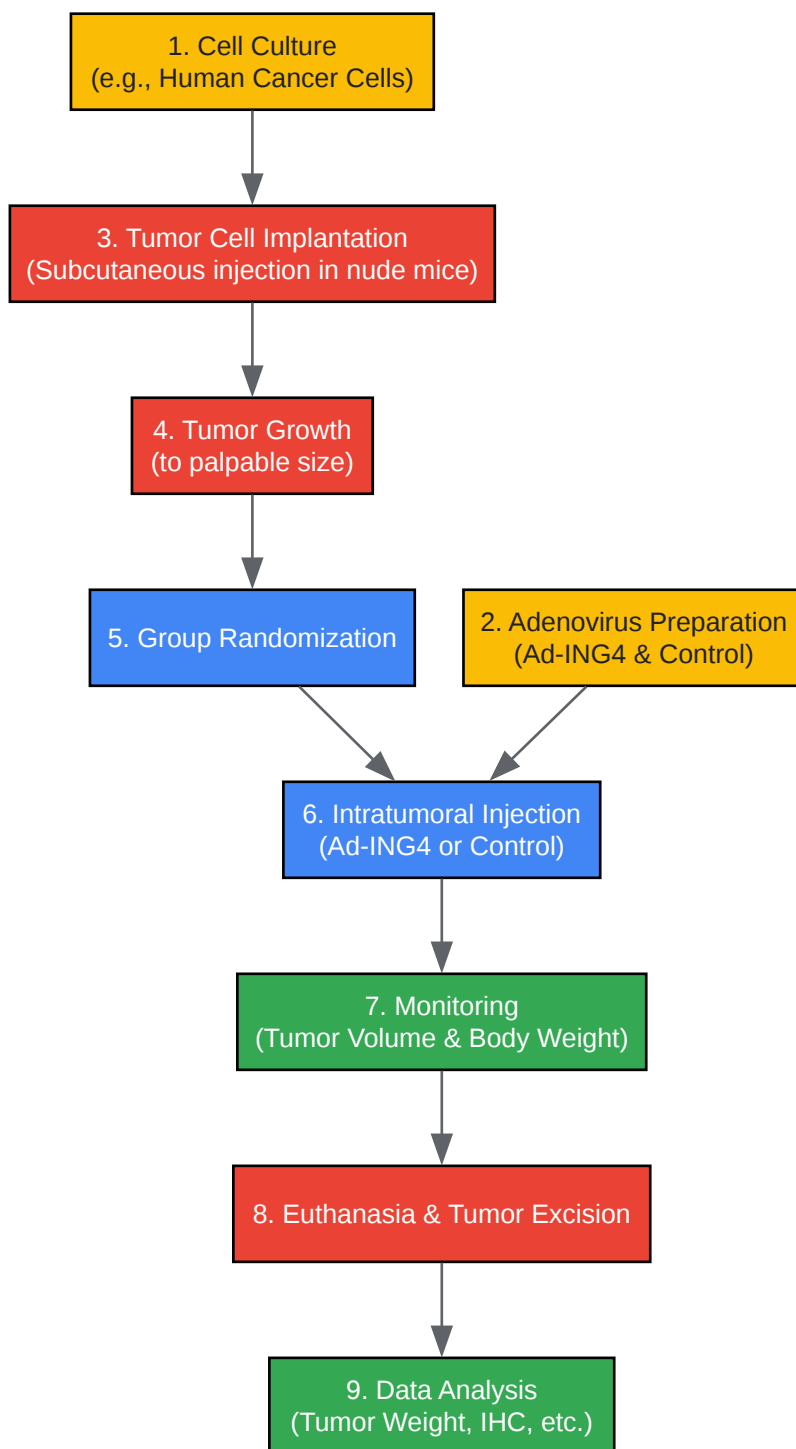 1. Cell Culture
(e.g., Human Cancer Cells)
3. Tumor Cell Implantation
(Subcutaneous injection in nude mice)
4. Tumor Growth
(to palpable size)
5. Group Randomization
2. Adenovirus Preparation
(Ad-ING4 & Control)
6. Intratumoral Injection
(Ad-ING4 or Control)
7. Monitoring
(Tumor Volume & Body Weight)
8. Euthanasia & Tumor Excision
9. Data Analysis
(Tumor Weight, IHC, etc.)